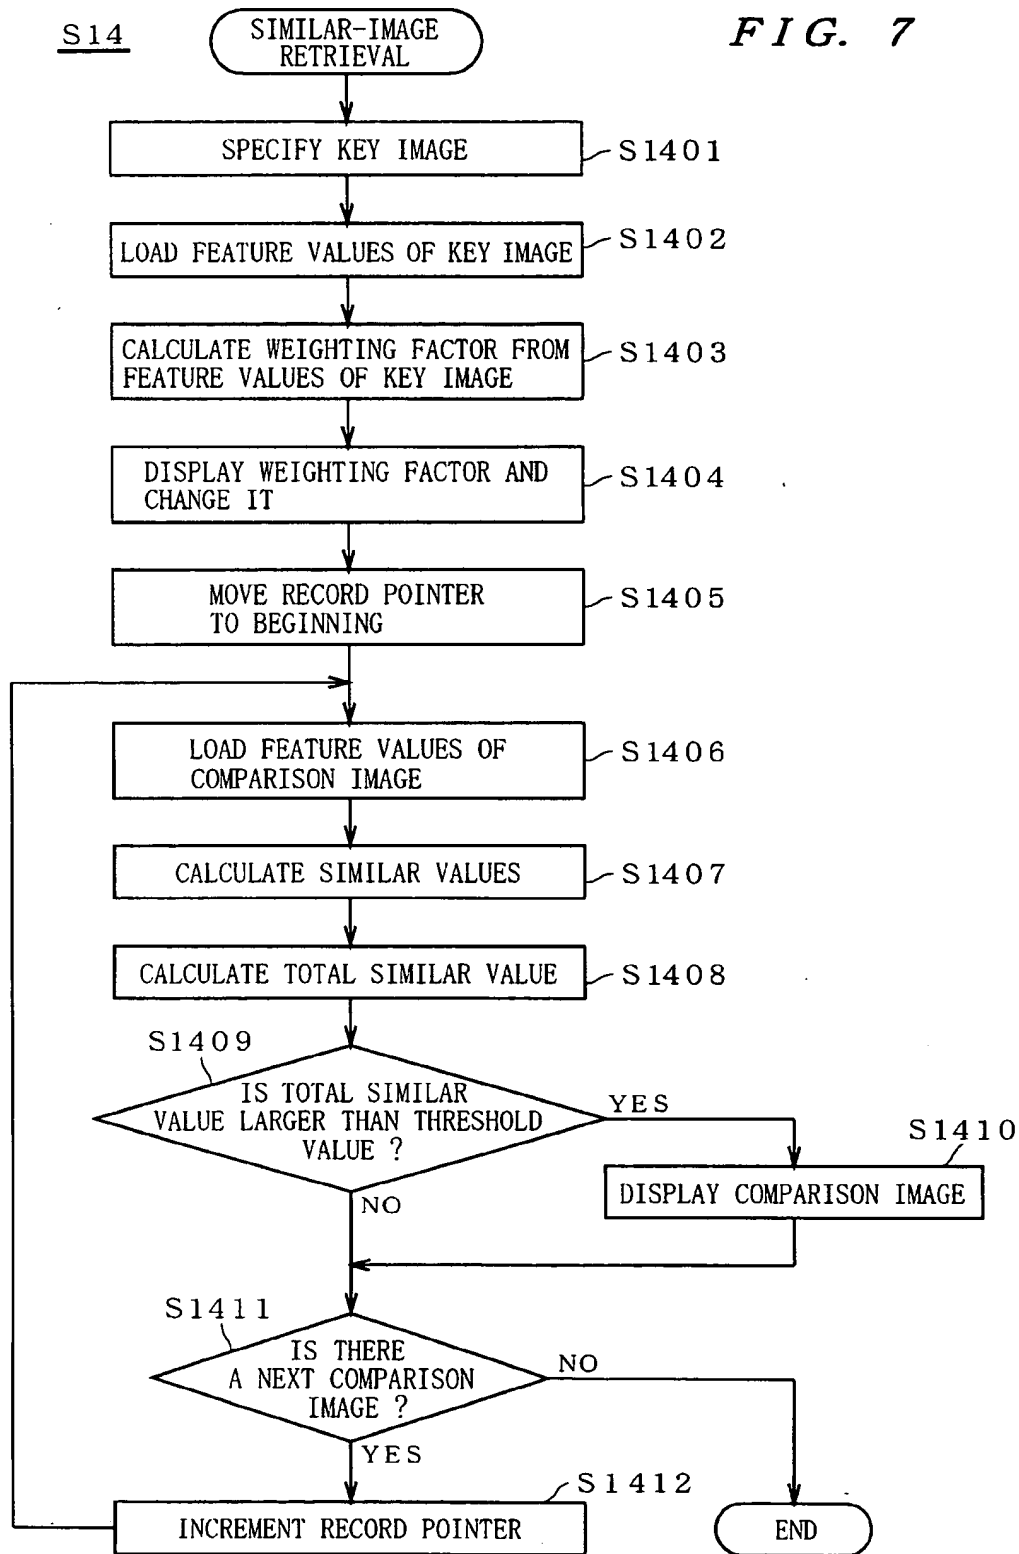 S14
SIMILAR-IMAGE
RETRIEVAL
FIG. 7
SPECIFY KEY IMAGE
S1401
LOAD FEATURE VALUES OF KEY IMAGE
S1402
CALCULATE WEIGHTING FACTOR FROM
FEATURE VALUES OF KEY IMAGE
S1403
DISPLAY WEIGHTING FACTOR AND
CHANGE IT
S1404
MOVE RECORD POINTER
TO BEGINNING
S1405
LOAD FEATURE VALUES OF
COMPARISON IMAGE
S1406
CALCULATE SIMILAR VALUES
S1407
CALCULATE TOTAL SIMILAR VALUE
S1408
S1409
IS TOTAL SIMILAR
VALUE LARGER THAN THRESHOLD
VALUE ?
YES
NO
S1410
DISPLAY COMPARISON IMAGE
S1411
IS THERE
A NEXT COMPARISON
IMAGE ?
NO
YES
S1412
INCREMENT RECORD POINTER
END